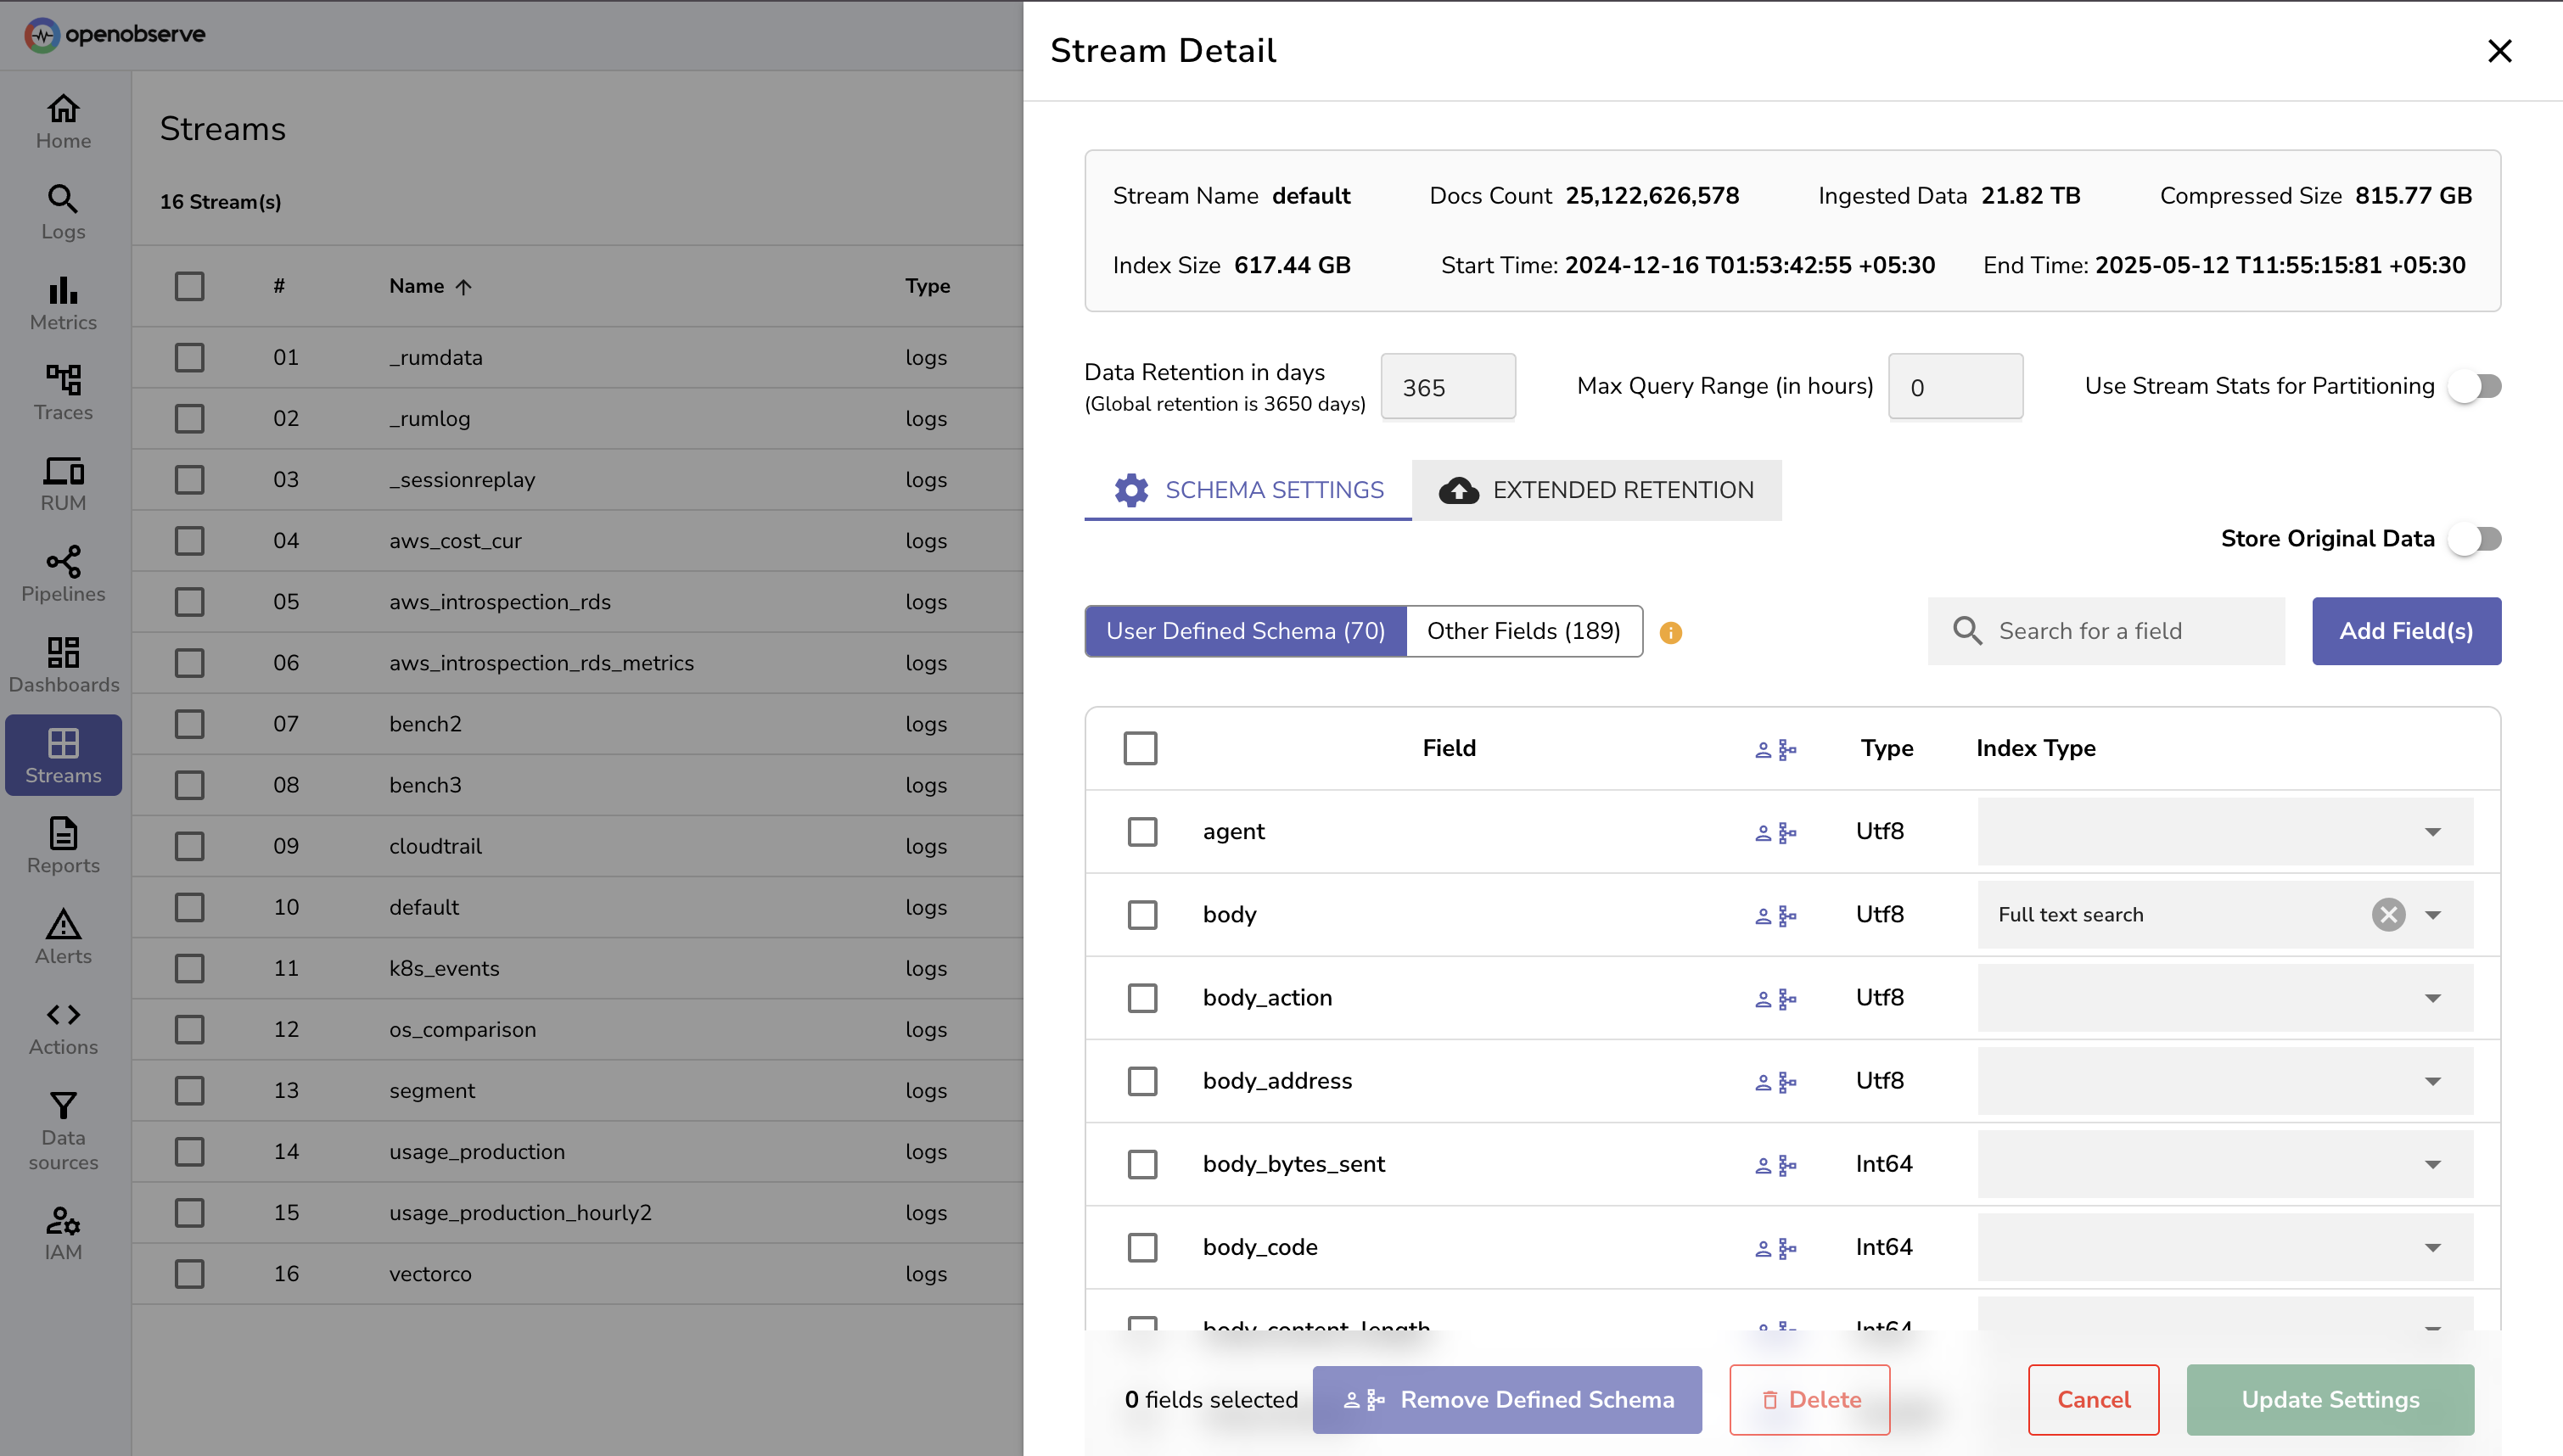 openobserve
Home
Logs
Metrics
Traces
RUM
Pipelines
Dashboards
Streams
Reports
Alerts
Actions
Data
sources
IAM
Streams
16 Stream(s)
# Name Type
01 _rumdata logs
02 _rumlog logs
03 _sessionreplay logs
04 aws_cost_cur logs
05 aws_introspection_rds logs
06 aws_introspection_rds_metrics logs
07 bench2 logs
08 bench3 logs
09 cloudtrail logs
10 default logs
11 k8s_events logs
12 os_comparison logs
13 segment logs
14 usage_production logs
15 usage_production_hourly2 logs
16 vectorco logs
Stream Detail
Stream Name default Docs Count 25,122,626,578 Ingested Data 21.82 TB Compressed Size 815.77 GB
Index Size 617.44 GB Start Time: 2024-12-16 T01:53:42:55 +05:30 End Time: 2025-05-12 T11:55:15:81 +05:30
Data Retention in days
(Global retention is 3650 days)
365
Max Query Range (in hours) 0
Use Stream Stats for Partitioning
SCHEMA SETTINGS EXTENDED RETENTION
Store Original Data
User Defined Schema (70) Other Fields (189)
Search for a field
Add Field(s)
Field Type Index Type
agent Utf8
body Utf8 Full text search
body_action Utf8
body_address Utf8
body_bytes_sent Int64
body_code Int64
body_content_length Int64
0 fields selected Remove Defined Schema Delete Cancel Update Settings